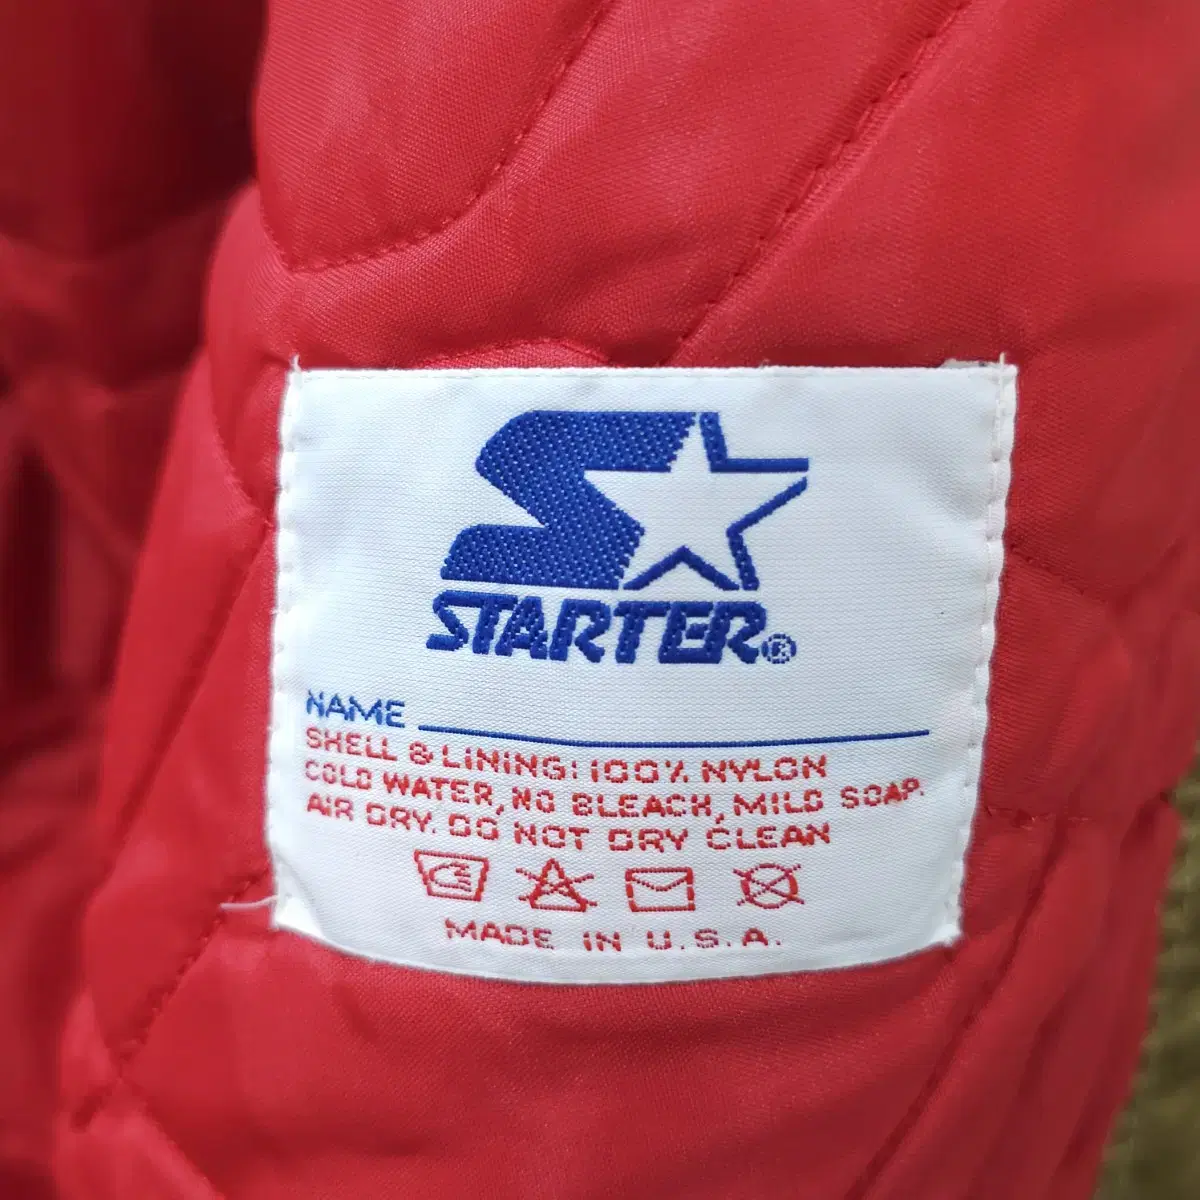 STARTER®
NAME
SHELL & LINING: 100% NYLON
COLD WATER, NO BLEACH, MILD SOAP.
AIR DRY. DO NOT DRY CLEAN
MADE IN U.S.A.